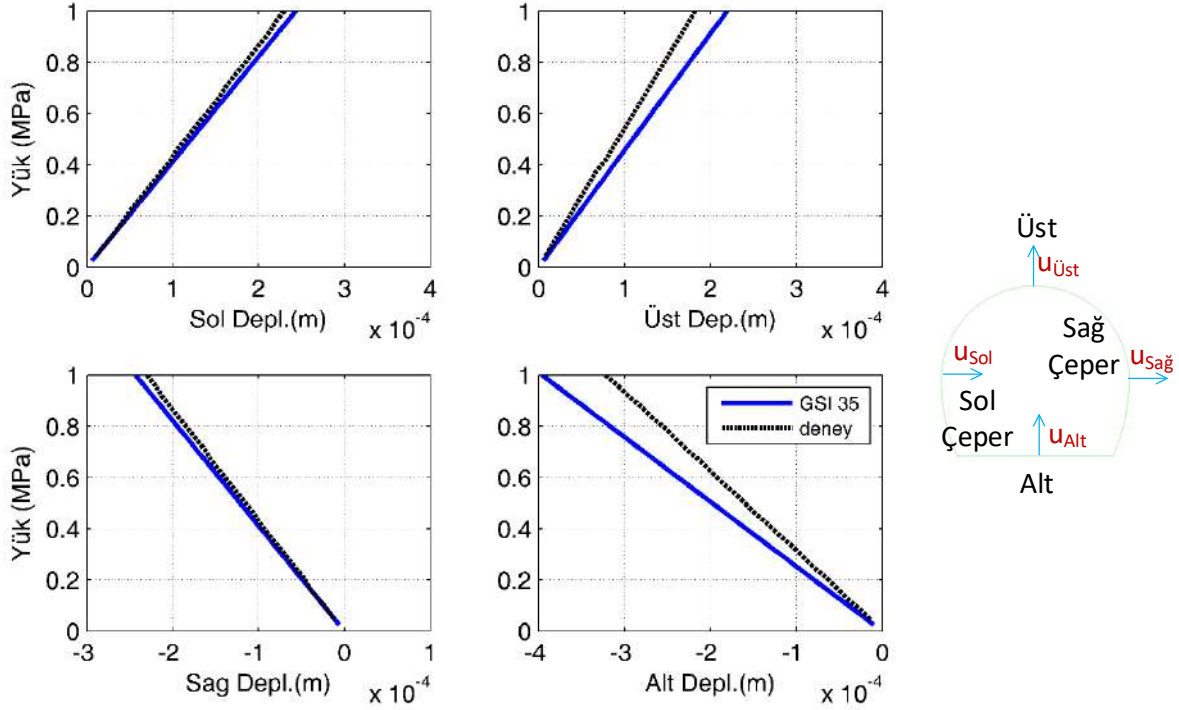 Yük (MPa)
1
0.8
0.6
0.4
0.2
0
0 1 2 3 4
Sol Depl.(m)
x 10⁻⁴
1
0.8
0.6
0.4
0.2
0
0 1 2 3 4
Üst Dep.(m)
x 10⁻⁴
Yük (MPa)
1
0.8
0.6
0.4
0.2
0
-3 -2 -1 0 1
Sag Depl.(m)
x 10⁻⁴
1
0.8
0.6
0.4
0.2
0
-4 -3 -2 -1 0
Alt Depl.(m)
x 10⁻⁴
GSI 35
deney
Üst
uÜst
Sağ
Çeper
uSol
uSağ
Sol
Çeper
uAlt
Alt